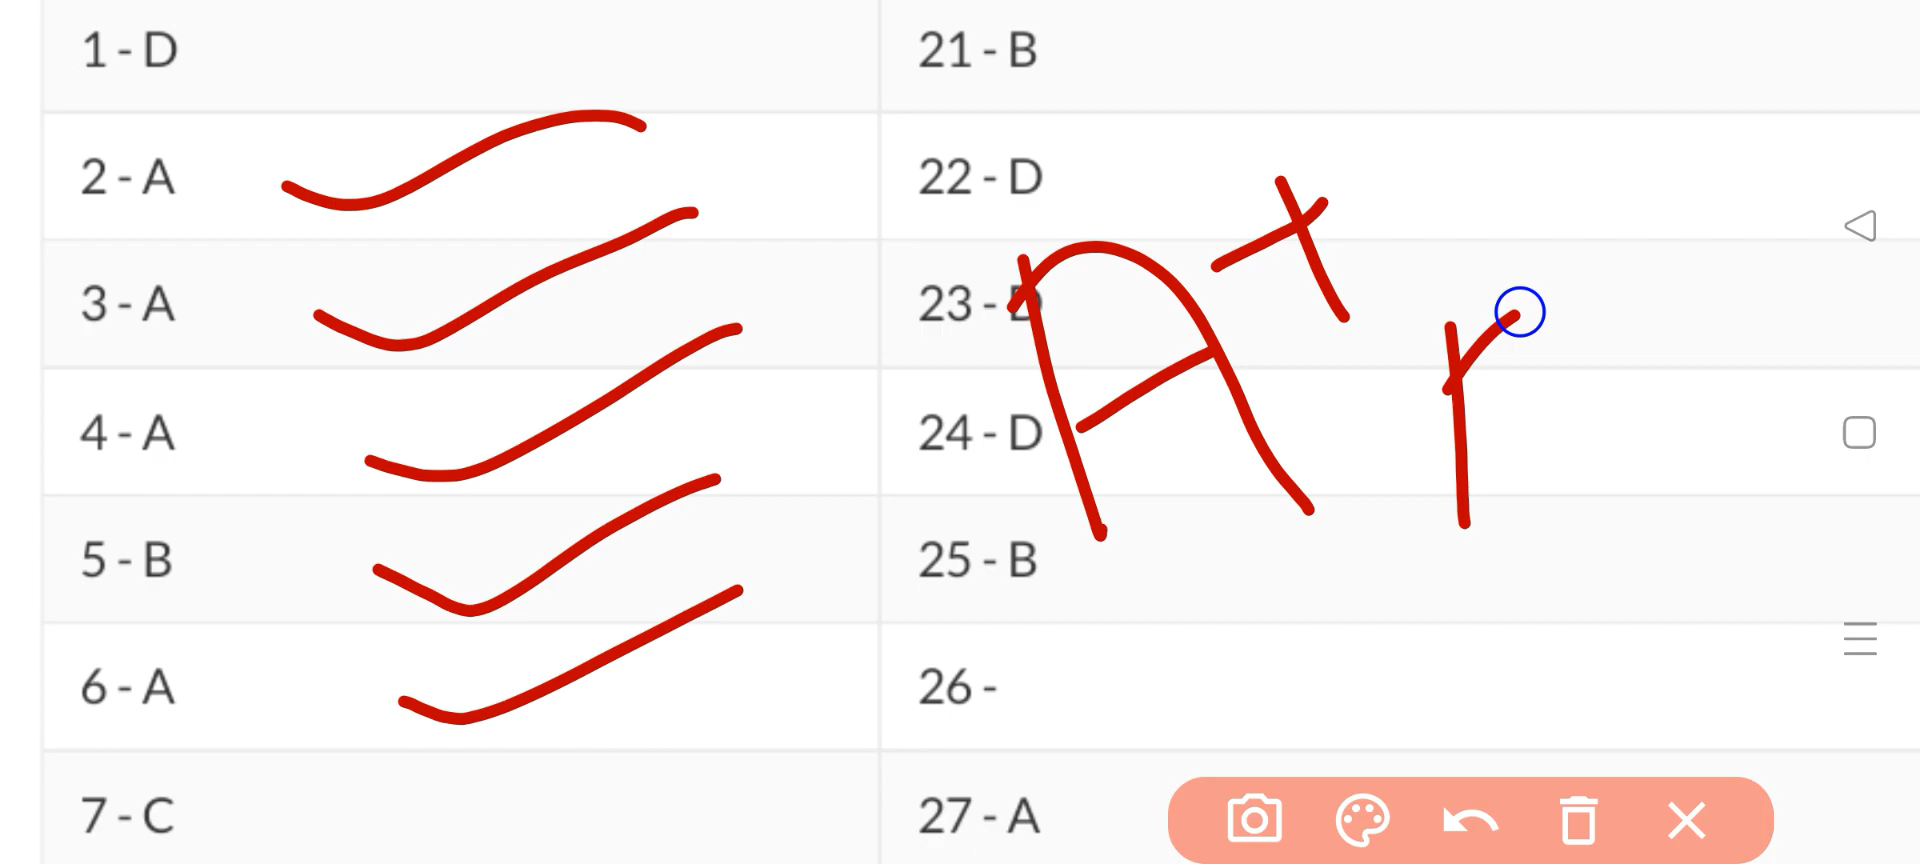 1 - D 21 - B
2 - A 22 - D
3 - A 23 -
4 - A 24 - D
5 - B 25 - B
6 - A 26 -
7 - C 27 - A
A+ r